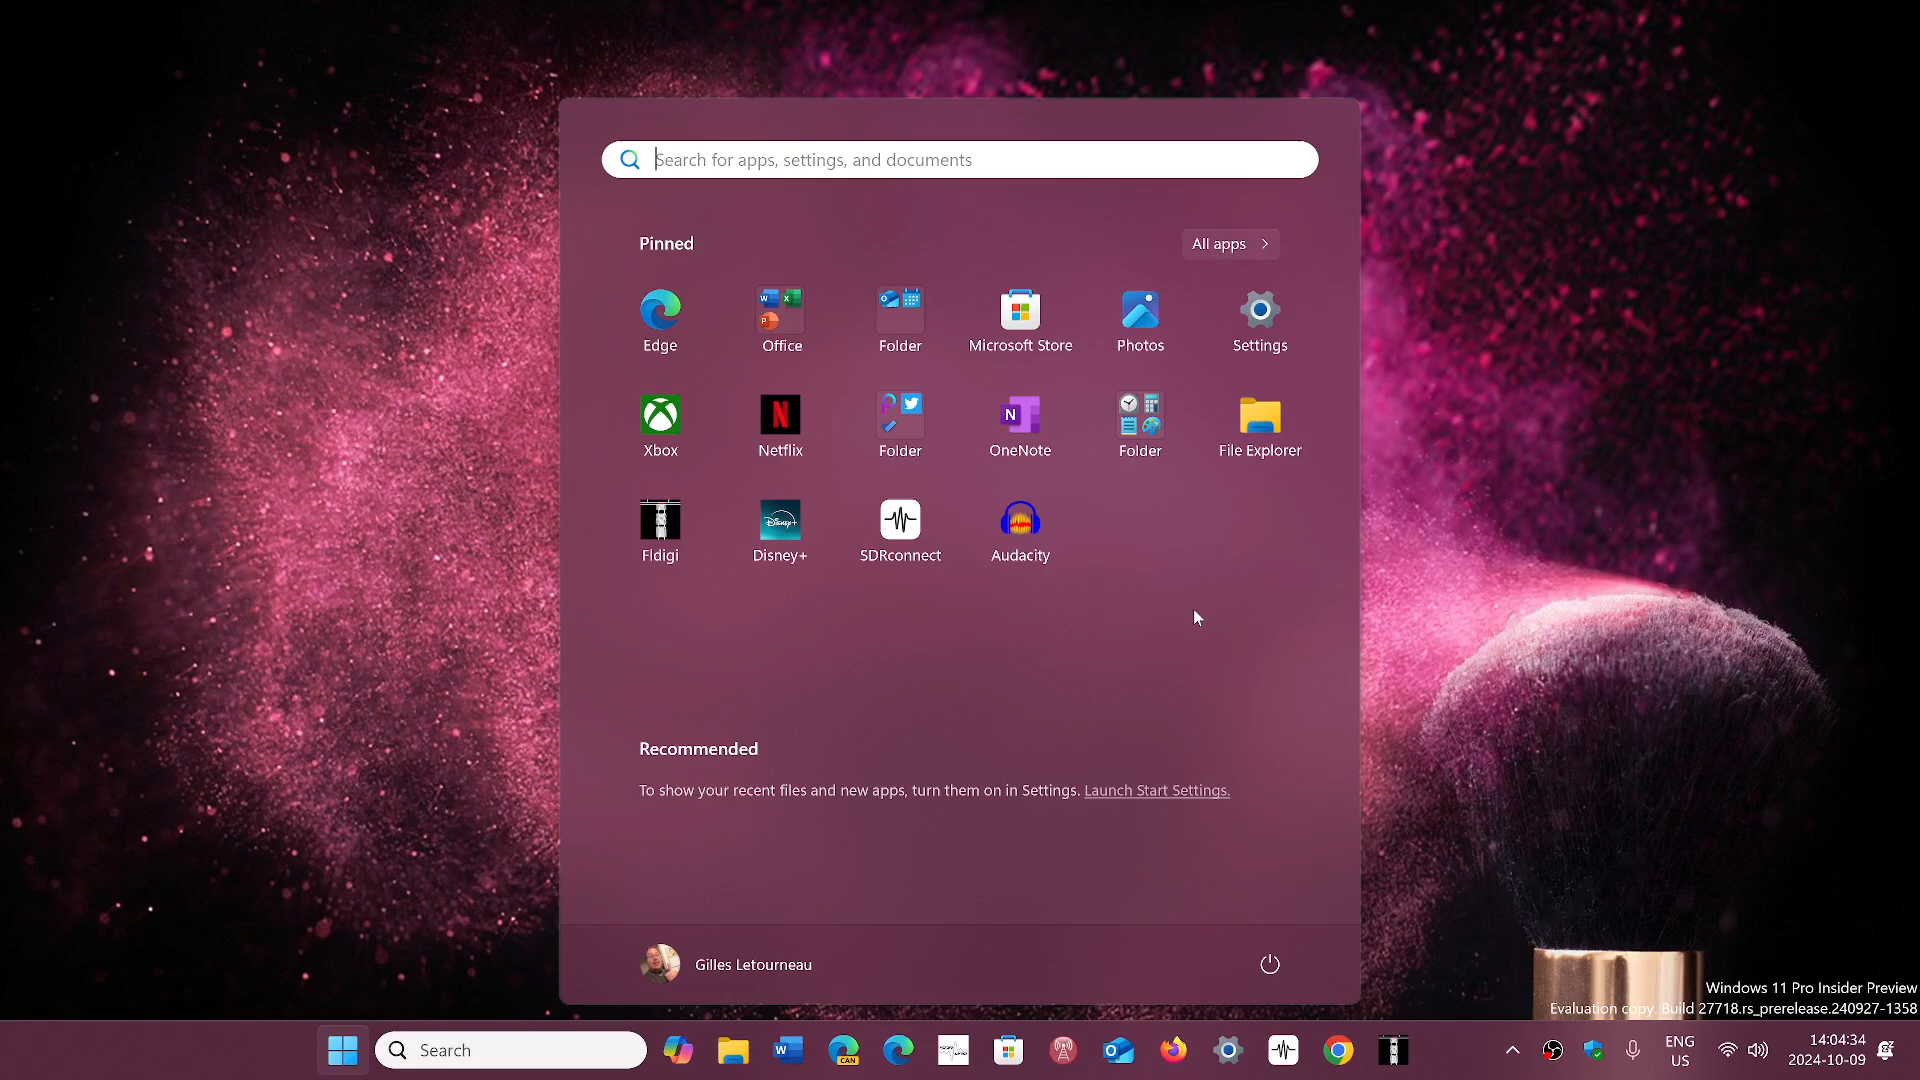 Search for apps, settings, and documents
Pinned
All apps
Edge
Office
Folder
Microsoft Store
Photos
Settings
Xbox
Netflix
Folder
OneNote
Folder
File Explorer
Fldigi
Disney+
SDRconnect
Audacity
Recommended
To show your recent files and new apps, turn them on in Settings. Launch Start Settings.
Gilles Letourneau
Windows 11 Pro Insider Preview
Evaluation copy. Build 27718.rs_prerelease.240927-1358
Search
CAN
ENG
US
14:04:34
2024-10-09